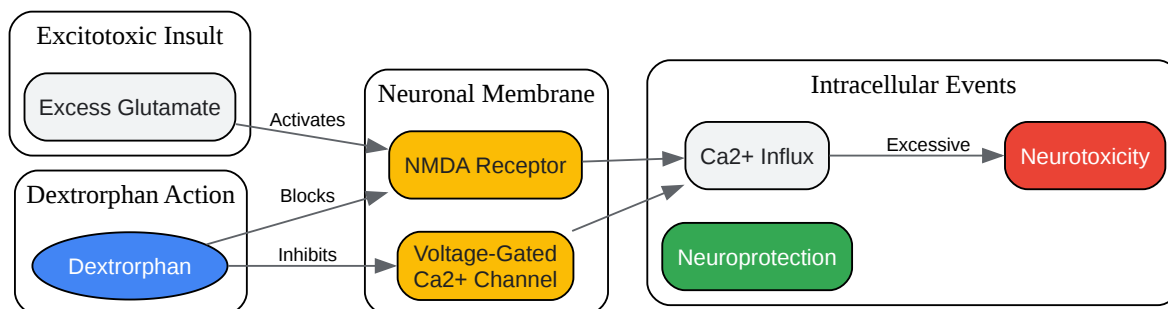 Excitotoxic Insult
Excess Glutamate
Activates
Dextrorphan Action
Dextrorphan
Blocks
Inhibits
Neuronal Membrane
NMDA Receptor
Voltage-Gated
Ca2+ Channel
Intracellular Events
Ca2+ Influx
Excessive
Neurotoxicity
Neuroprotection